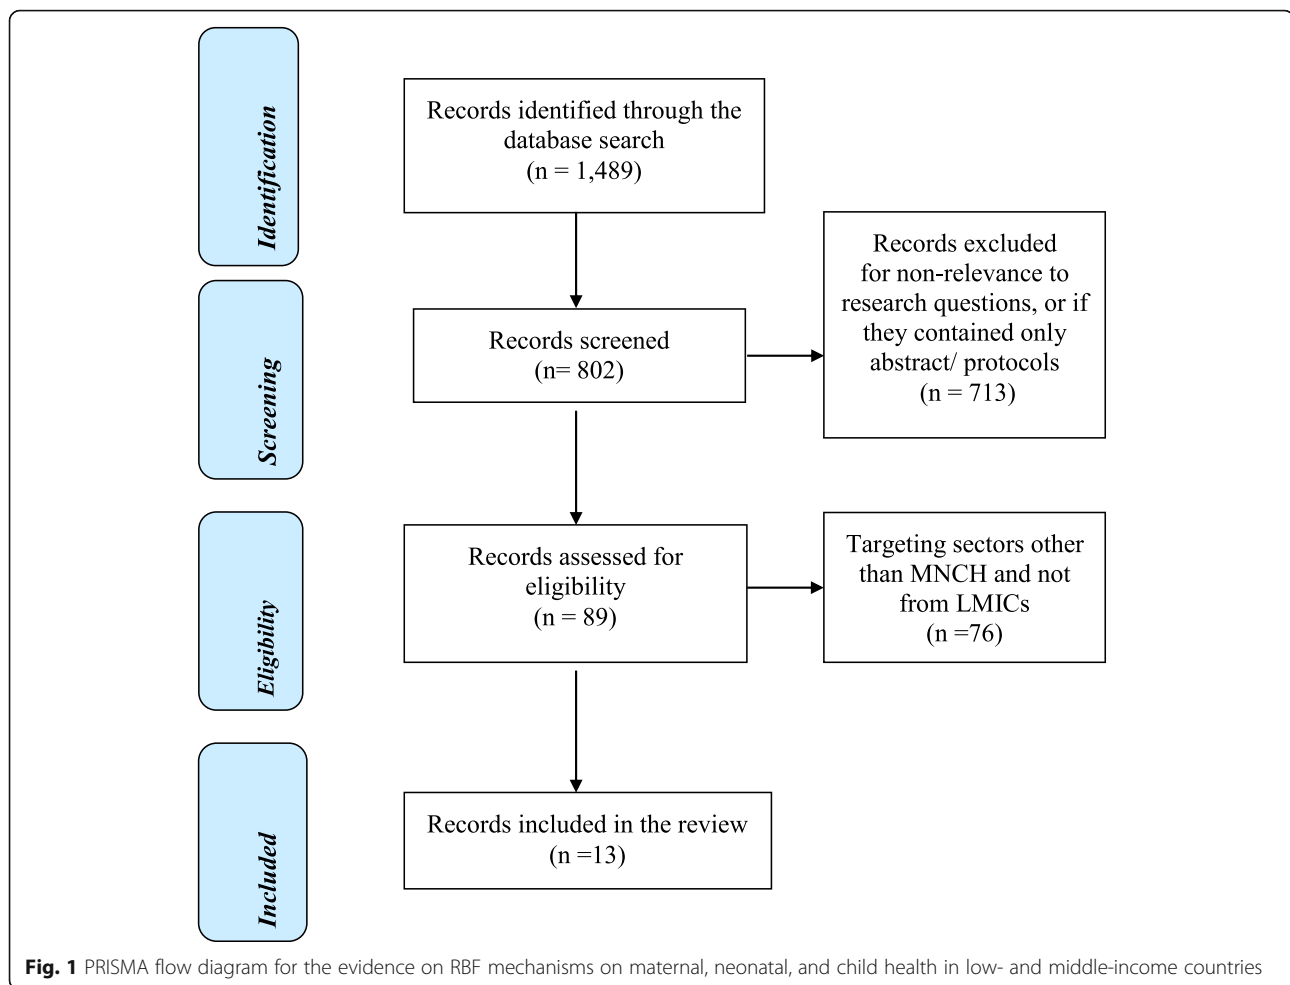 Identification
Records identified through the
database search
(n = 1,489)
Records excluded
for non-relevance to
research questions, or if
they contained only
abstract/ protocols
(n = 713)
Screening
Records screened
(n= 802)
Eligibility
Records assessed for
eligibility
(n = 89)
Targeting sectors other
than MNCH and not
from LMICs
(n =76)
Included
Records included in the review
(n =13)
Fig. 1 PRISMA flow diagram for the evidence on RBF mechanisms on maternal, neonatal, and child health in low- and middle-income countries